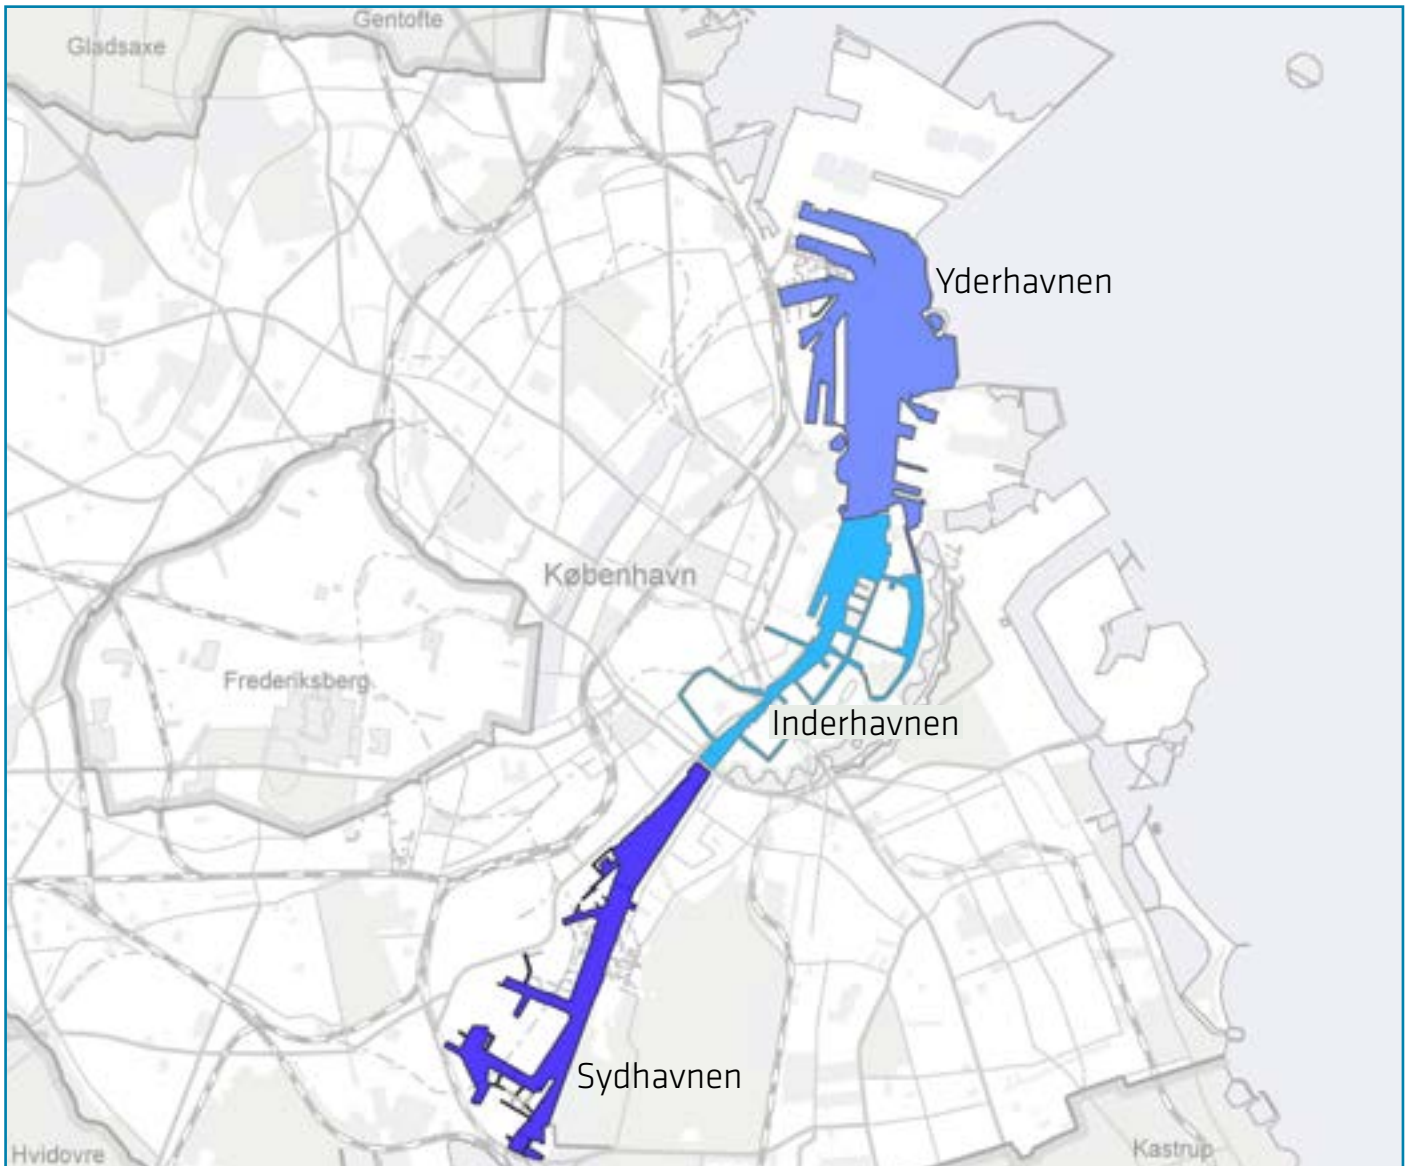 Gentofte
Gladsaxe
Yderhavnen
København
Frederiksberg
Inderhavnen
Sydhavnen
Hvidovre
Kastrup